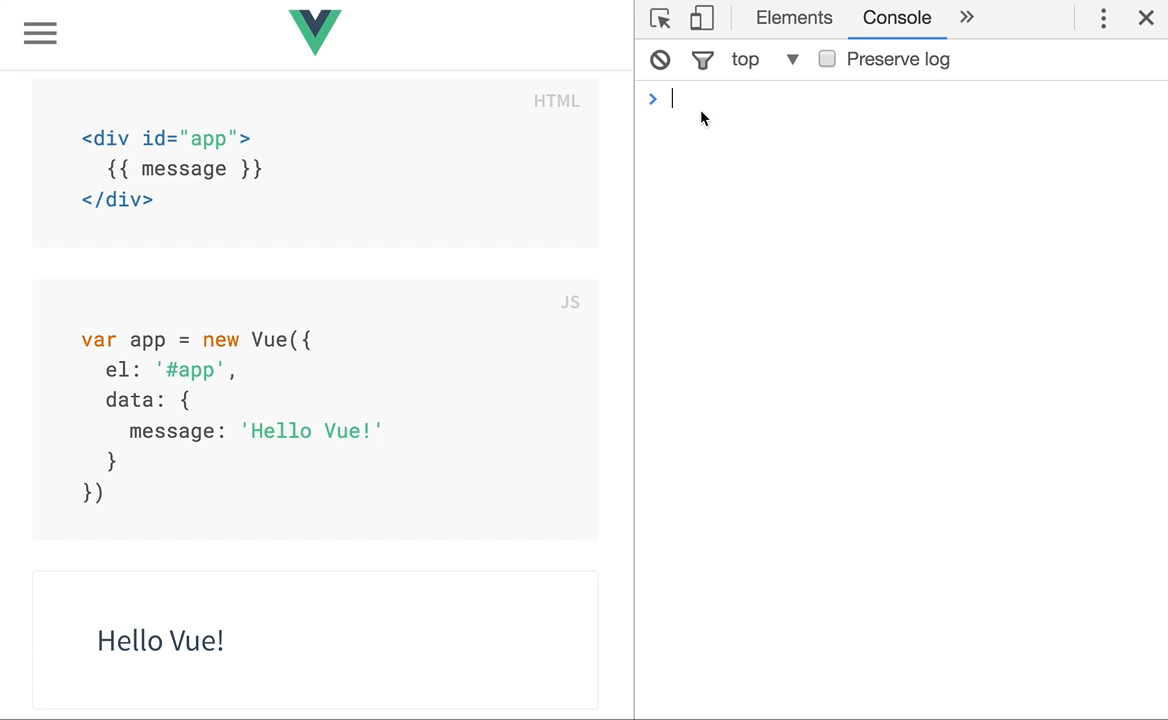 HTML
<div id="app">
  {{ message }}
</div>
JS
var app = new Vue({
  el: '#app',
  data: {
    message: 'Hello Vue!'
  }
})
Hello Vue!
Elements Console
top Preserve log